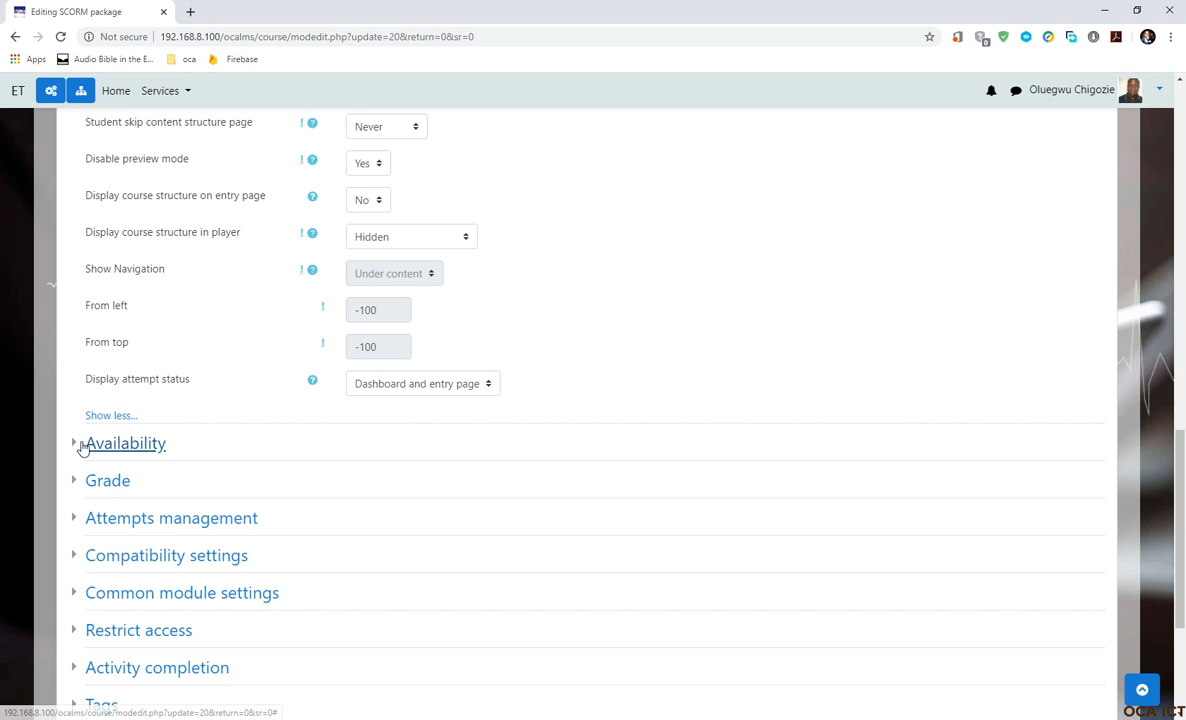 Editing SCORM package
Not secure
192.168.8.100/ocalms/course/modedit.php?update=20&return=0&sr=0
Apps
Audio Bible in the E...
oca
Firebase
ET
Home
Services
Oluegwu Chigozie
Student skip content structure page
Never
Disable preview mode
Yes
Display course structure on entry page
No
Display course structure in player
Hidden
Show Navigation
Under content
From left
-100
From top
-100
Display attempt status
Dashboard and entry page
Show less...
Availability
Grade
Attempts management
Compatibility settings
Common module settings
Restrict access
Activity completion
Tags
192.168.8.100/ocalms/course/modedit.php?update=20&return=0&sr=0#
OCA ICT